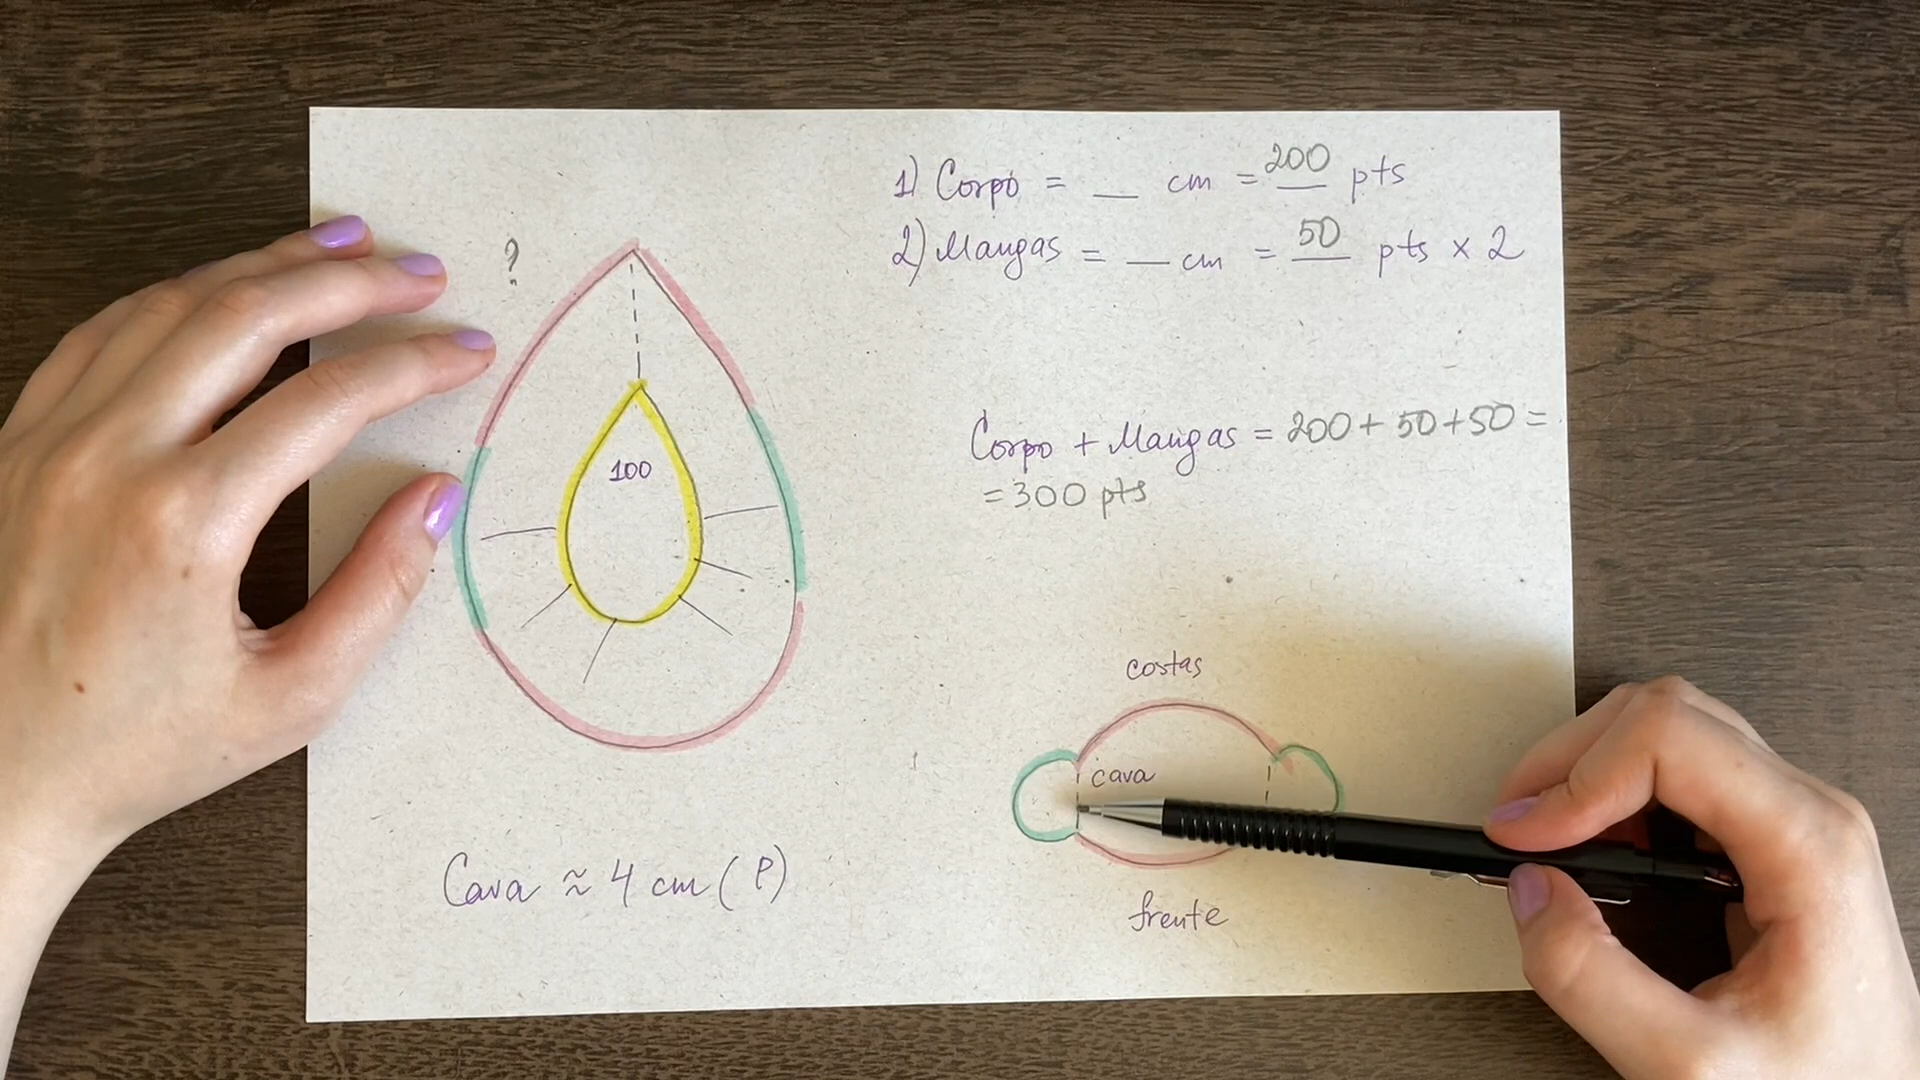 1) Corpo = __ cm = 200 pts
2) Mangas = __ cm = 50 pts x 2
?
100
Corpo + Mangas = 200 + 50 + 50 =
= 300 pts
costas
cava
frente
Cava ≈ 4 cm (P)